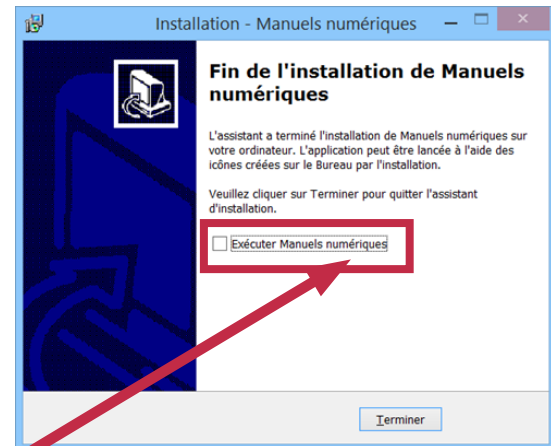 Installation - Manuels numériques
Fin de l'installation de Manuels
numériques
L'assistant a terminé l'installation de Manuels numériques sur
votre ordinateur. L'application peut être lancée à l'aide des
icônes créées sur le Bureau par l'installation.
Veuillez cliquer sur Terminer pour quitter l'assistant
d'installation.
Exécuter Manuels numériques
Terminer